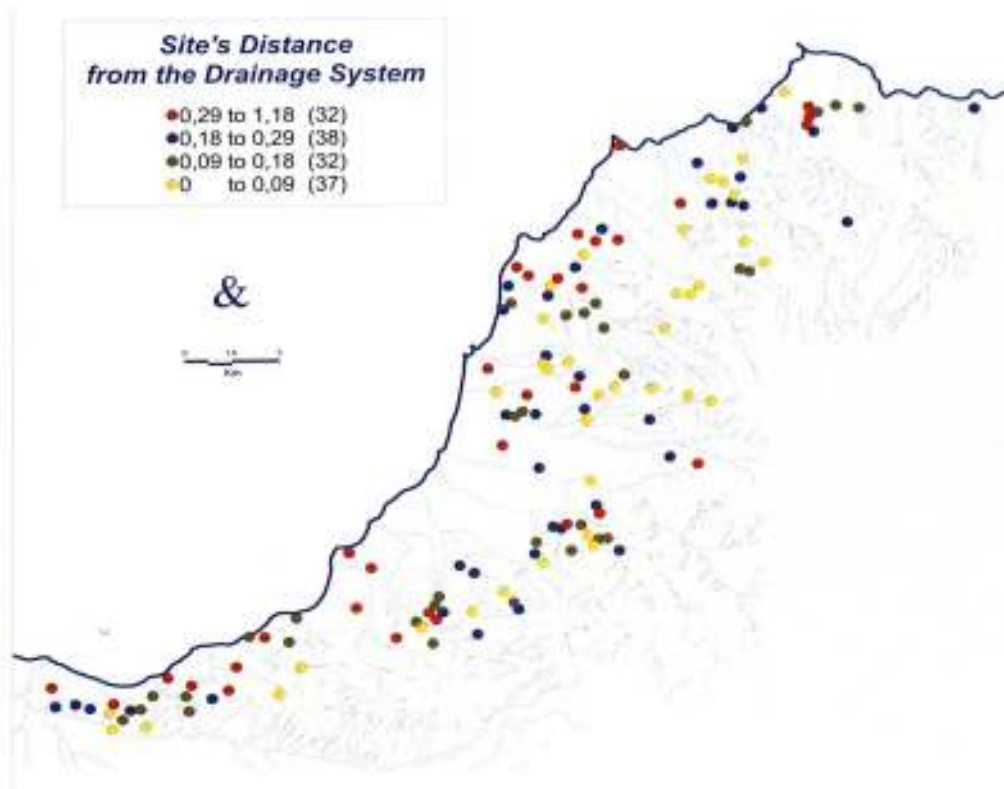 Site's Distance
from the Drainage System
0,29 to 1,18 (32)
0,18 to 0,29 (38)
0,09 to 0,18 (32)
0 to 0,09 (37)
&
Km